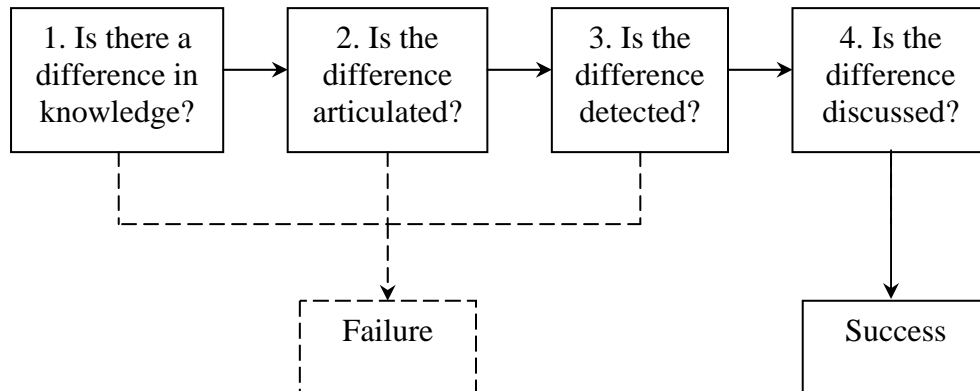 1. Is there a
difference in
knowledge?
2. Is the
difference
articulated?
3. Is the
difference
detected?
4. Is the
difference
discussed?
Failure
Success